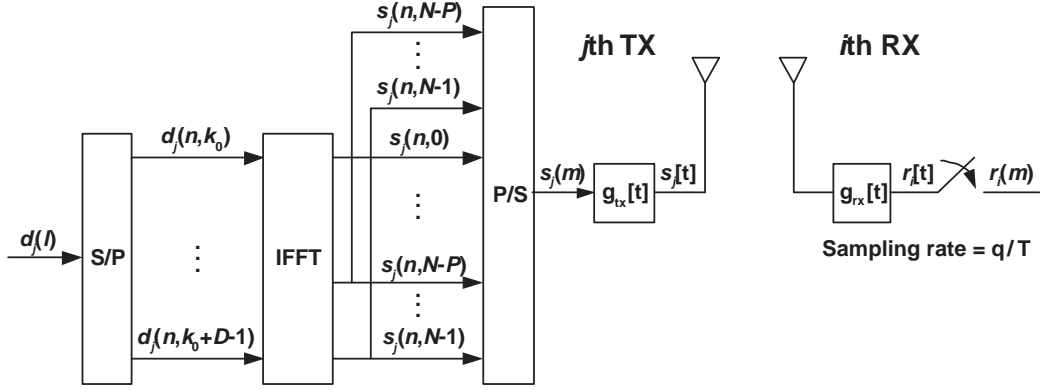 s_j(n,N-P)
jth TX
ith RX
s_j(n,N-1)
d_j(n,k_0)
s_j(n,0)
P/S
s_j(m)
g_tx[t]
s_j[t]
g_rx[t]
r_i[t]
r_i(m)
d_j(l)
S/P
IFFT
Sampling rate = q/T
s_j(n,N-P)
d_j(n,k_0+D-1)
s_j(n,N-1)